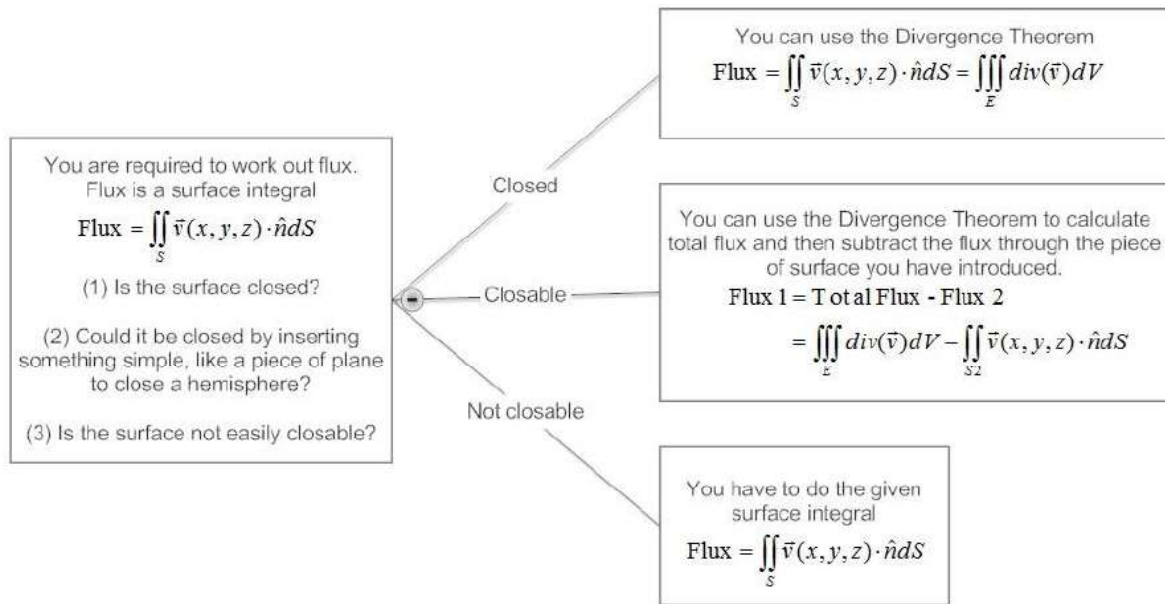 You are required to work out flux.
Flux is a surface integral
Flux = ∬ v⃗(x, y, z) · n̂dS
S
(1) Is the surface closed?
(2) Could it be closed by inserting
something simple, like a piece of plane
to close a hemisphere?
(3) Is the surface not easily closable?
Closed
Closable
Not closable
You can use the Divergence Theorem
Flux = ∬ v⃗(x, y, z) · n̂dS = ∭ div(v⃗)dV
S E
You can use the Divergence Theorem to calculate
total flux and then subtract the flux through the piece
of surface you have introduced.
Flux 1 = Total Flux - Flux 2
= ∭ div(v⃗)dV − ∬ v⃗(x, y, z) · n̂dS
E S2
You have to do the given
surface integral
Flux = ∬ v⃗(x, y, z) · n̂dS
S